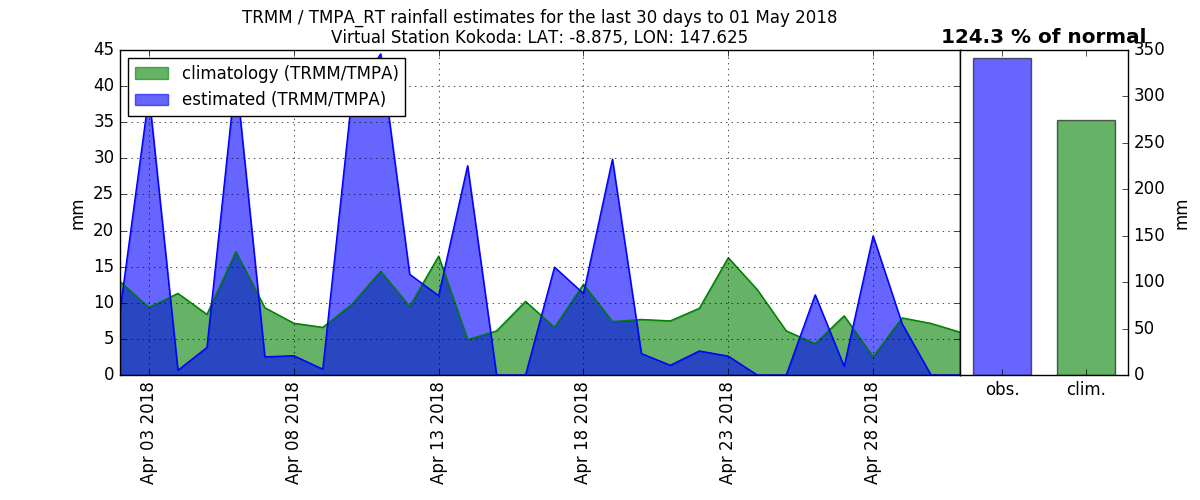 TRMM / TMPA_RT rainfall estimates for the last 30 days to 01 May 2018
Virtual Station Kokoda: LAT: -8.875, LON: 147.625
124.3 % of normal
climatology (TRMM/TMPA)
estimated (TRMM/TMPA)
mm
45
40
35
30
25
20
15
10
5
0
Apr 03 2018
Apr 08 2018
Apr 13 2018
Apr 18 2018
Apr 23 2018
Apr 28 2018
obs.
clim.
350
300
250
200
150
100
50
0
mm